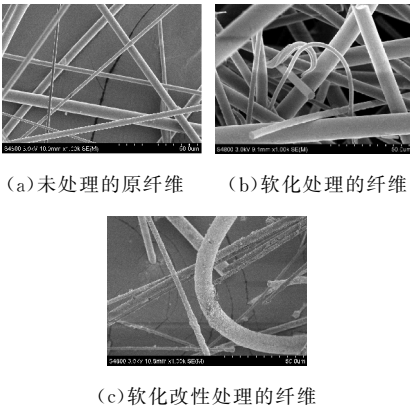 S4800 3.0kV 10.9mm x1.00k SE(M) 50.0um
S4800 3.0kV 9.1mm x1.00k SE(M) 50.0um
(a)未处理的原纤维
(b)软化处理的纤维
S4800 3.0kV x1.00k SE(M) 50.0um
(c)软化改性处理的纤维